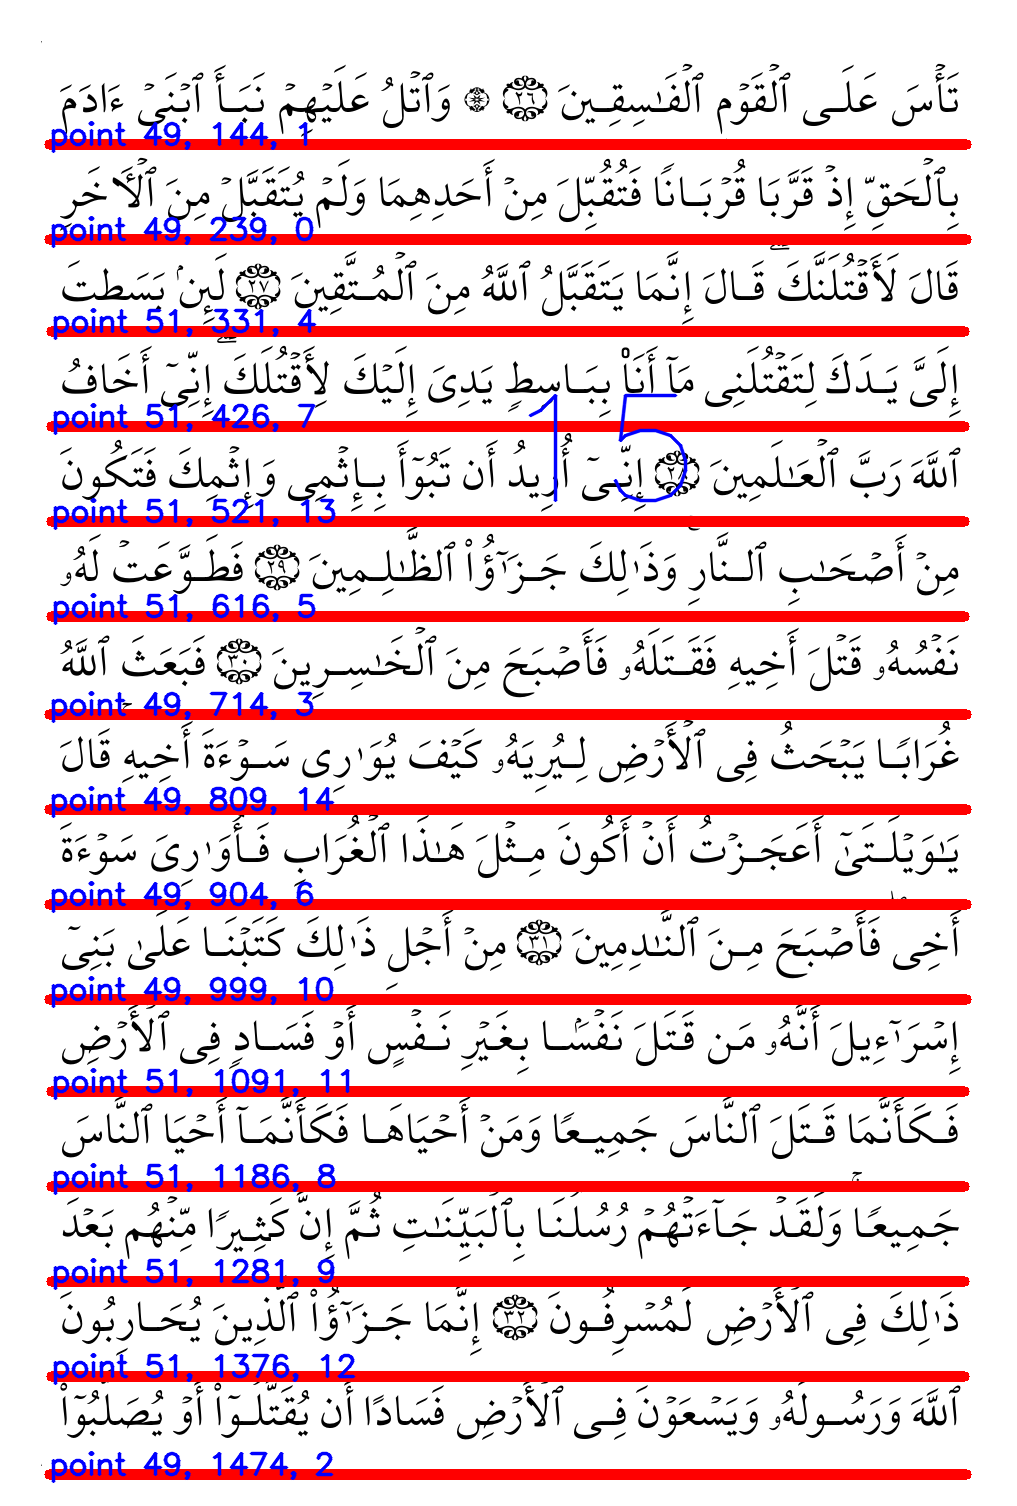 تَأْسَ عَلَى ٱلْقَوْمِ ٱلْفَـٰسِقِينَ ٢٦ ۞ وَٱتْلُ عَلَيْهِمْ نَبَأَ ٱبْنَىْ ءَادَمَ
point 49, 144, 1
بِٱلْحَقِّ إِذْ قَرَّبَا قُرْبَانًا فَتُقُبِّلَ مِنْ أَحَدِهِمَا وَلَمْ يُتَقَبَّلْ مِنَ ٱلْـَٔاخَرِ
point 49, 239, 0
قَالَ لَأَقْتُلَنَّكَ ۖ قَالَ إِنَّمَا يَتَقَبَّلُ ٱللَّهُ مِنَ ٱلْمُتَّقِينَ ٢٧ لَئِنۢ بَسَطتَ
point 51, 331, 4
إِلَىَّ يَدَكَ لِتَقْتُلَنِى مَآ أَنَا۠ بِبَاسِطٍ يَدِىَ إِلَيْكَ لِأَقْتُلَكَ ۖ إِنِّىٓ أَخَافُ
point 51, 426, 7
15
ٱللَّهَ رَبَّ ٱلْعَـٰلَمِينَ ٢٨ إِنِّىٓ أُرِيدُ أَن تَبُوٓأَ بِإِثْمِى وَإِثْمِكَ فَتَكُونَ
point 51, 521, 13
مِنْ أَصْحَـٰبِ ٱلنَّارِ ۚ وَذَٰلِكَ جَزَٰٓؤُا۟ ٱلظَّـٰلِمِينَ ٢٩ فَطَوَّعَتْ لَهُۥ
point 51, 616, 5
نَفْسُهُۥ قَتْلَ أَخِيهِ فَقَتَلَهُۥ فَأَصْبَحَ مِنَ ٱلْخَـٰسِرِينَ ٣٠ فَبَعَثَ ٱللَّهُ
point 49, 714, 3
غُرَابًا يَبْحَثُ فِى ٱلْأَرْضِ لِيُرِيَهُۥ كَيْفَ يُوَٰرِى سَوْءَةَ أَخِيهِ ۚ قَالَ
point 49, 809, 14
يَـٰوَيْلَتَىٰٓ أَعَجَزْتُ أَنْ أَكُونَ مِثْلَ هَـٰذَا ٱلْغُرَابِ فَأُوَٰرِىَ سَوْءَةَ
point 49, 904, 6
أَخِى ۖ فَأَصْبَحَ مِنَ ٱلنَّـٰدِمِينَ ٣١ مِنْ أَجْلِ ذَٰلِكَ كَتَبْنَا عَلَىٰ بَنِىٓ
point 49, 999, 10
إِسْرَٰٓءِيلَ أَنَّهُۥ مَن قَتَلَ نَفْسًۢا بِغَيْرِ نَفْسٍ أَوْ فَسَادٍ فِى ٱلْأَرْضِ
point 51, 1091, 11
فَكَأَنَّمَا قَتَلَ ٱلنَّاسَ جَمِيعًا وَمَنْ أَحْيَاهَا فَكَأَنَّمَآ أَحْيَا ٱلنَّاسَ
point 51, 1186, 8
جَمِيعًا ۚ وَلَقَدْ جَآءَتْهُمْ رُسُلُنَا بِٱلْبَيِّنَـٰتِ ثُمَّ إِنَّ كَثِيرًا مِّنْهُم بَعْدَ
point 51, 1281, 9
ذَٰلِكَ فِى ٱلْأَرْضِ لَمُسْرِفُونَ ٣٢ إِنَّمَا جَزَٰٓؤُا۟ ٱلَّذِينَ يُحَارِبُونَ
point 51, 1376, 12
ٱللَّهَ وَرَسُولَهُۥ وَيَسْعَوْنَ فِى ٱلْأَرْضِ فَسَادًا أَن يُقَتَّلُوٓا۟ أَوْ يُصَلَّبُوٓا۟
point 49, 1474, 2